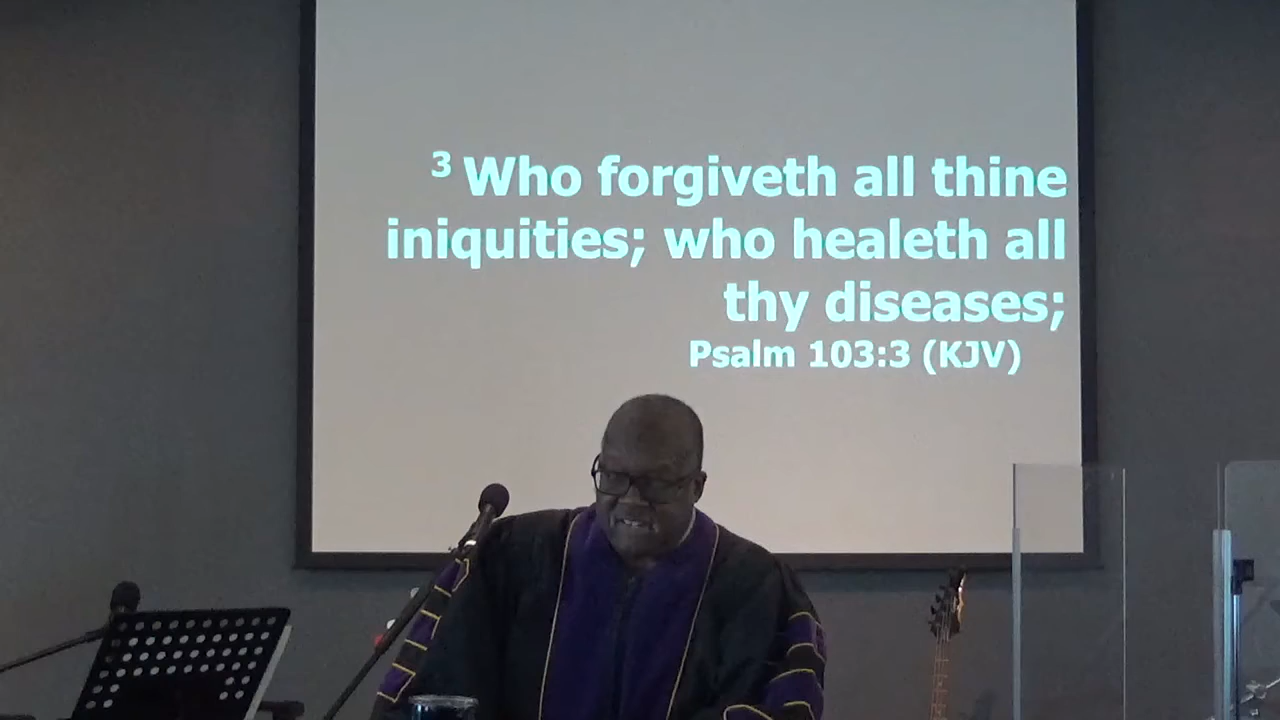 3 Who forgiveth all thine
iniquities; who healeth all
thy diseases;
Psalm 103:3 (KJV)